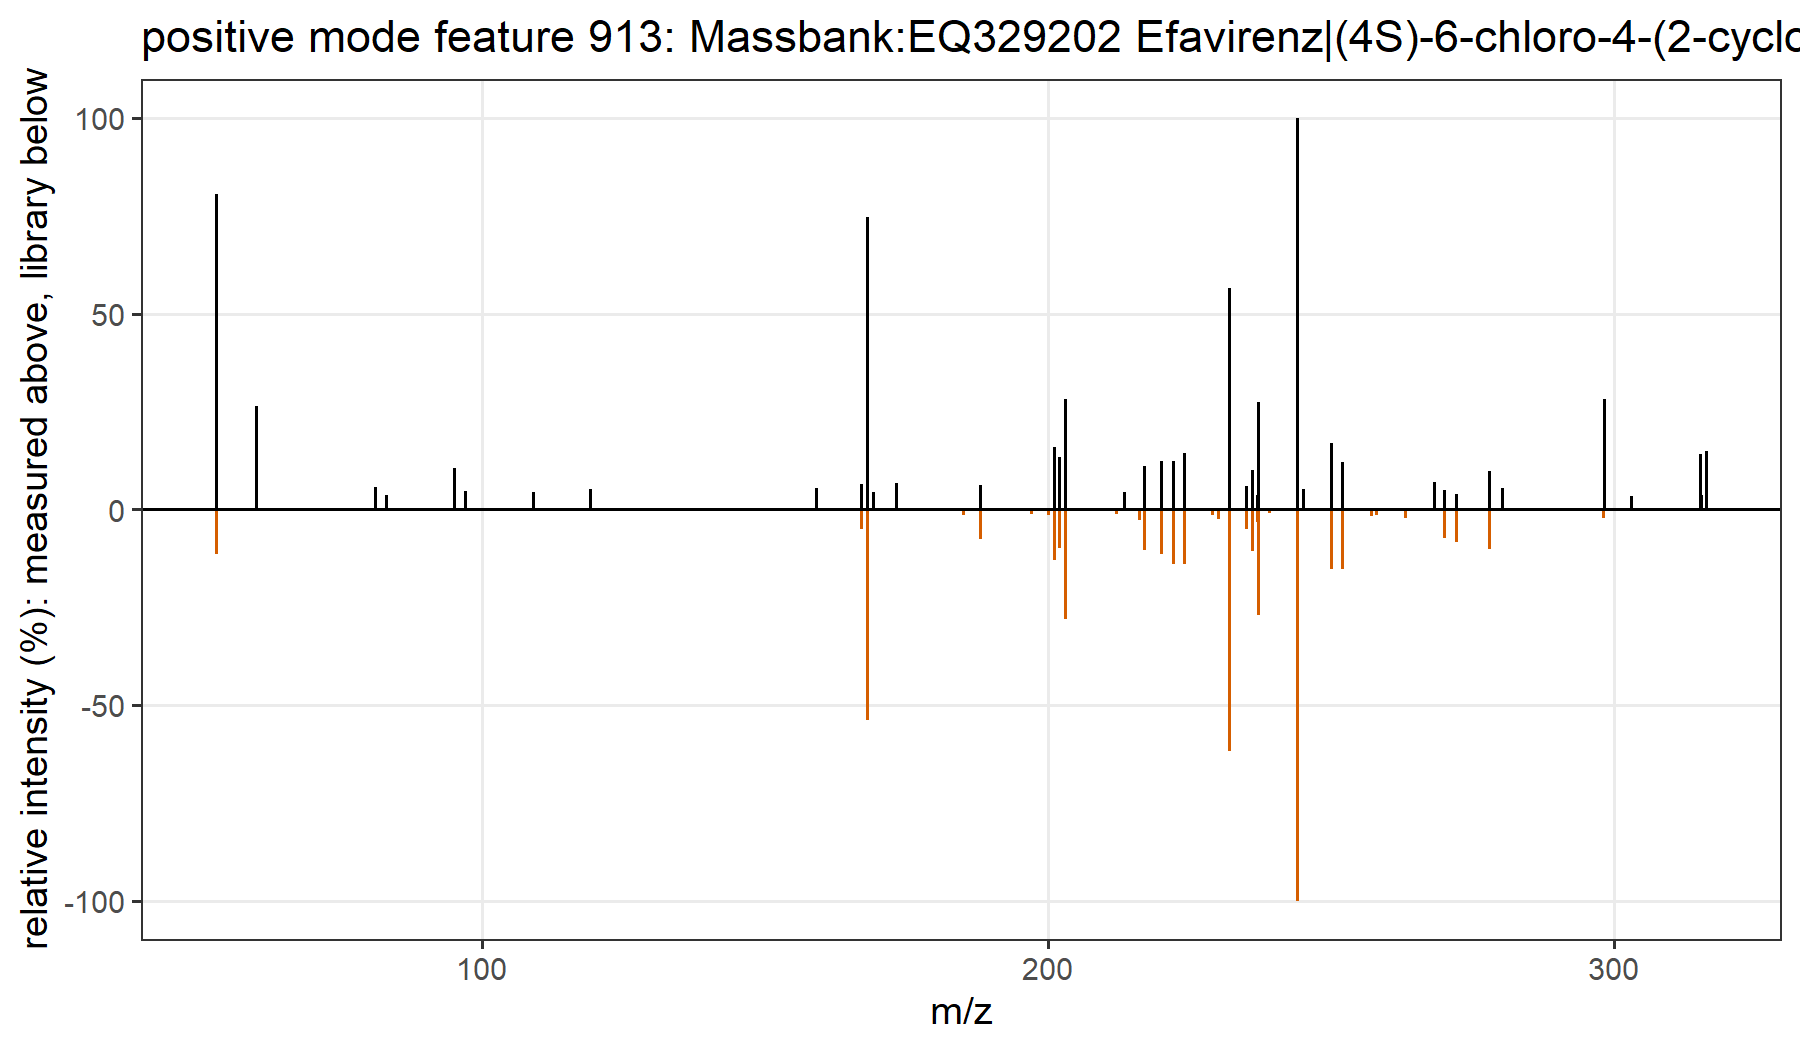 positive mode feature 913: Massbank:EQ329202 Efavirenz|(4S)-6-chloro-4-(2-cyclo
relative intensity (%): measured above, library below
100
50
0
-50
-100
100
200
300
m/z